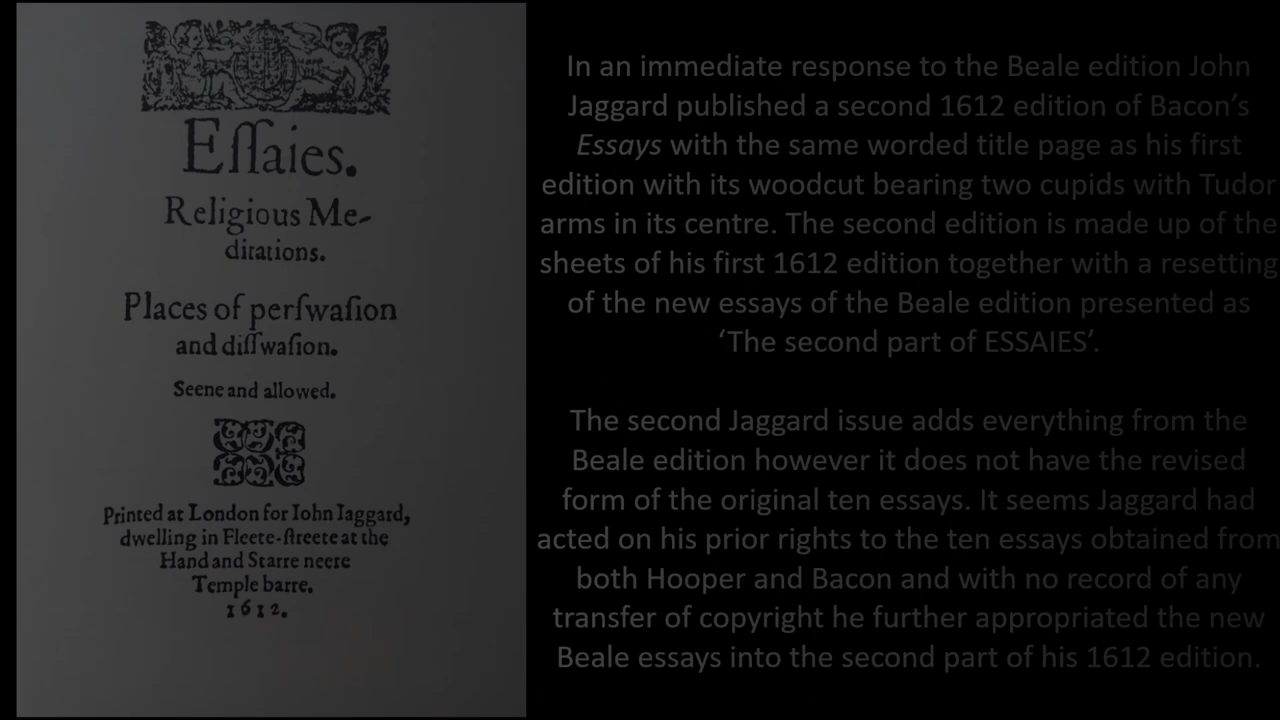 Eſſaies.
Religious Me-
ditations.
Places of perſwaſion
and diſſwaſion.
Seene and allowed.
Printed at London for Iohn Iaggard,
dwelling in Fleete-ſtreete at the
Hand and Starre neere
Temple barre.
1612.
In an immediate response to the Beale edition John
Jaggard published a second 1612 edition of Bacon’s
Essays with the same worded title page as his first
edition with its woodcut bearing two cupids with Tudor
arms in its centre. The second edition is made up of the
sheets of his first 1612 edition together with a resetting
of the new essays of the Beale edition presented as
‘The second part of ESSAIES’.
The second Jaggard issue adds everything from the
Beale edition however it does not have the revised
form of the original ten essays. It seems Jaggard had
acted on his prior rights to the ten essays obtained from
both Hooper and Bacon and with no record of any
transfer of copyright he further appropriated the new
Beale essays into the second part of his 1612 edition.